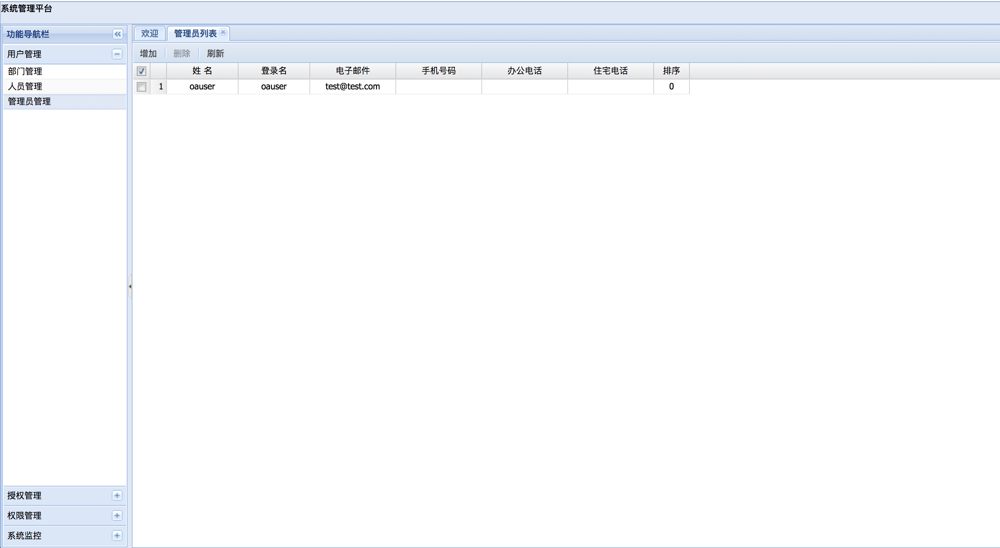 系统管理平台
功能导航栏
用户管理
部门管理
人员管理
管理员管理
授权管理
权限管理
系统监控
欢迎 管理员列表
增加 删除 刷新
姓 名 登录名 电子邮件 手机号码 办公电话 住宅电话 排序
1 oauser oauser test@test.com 0